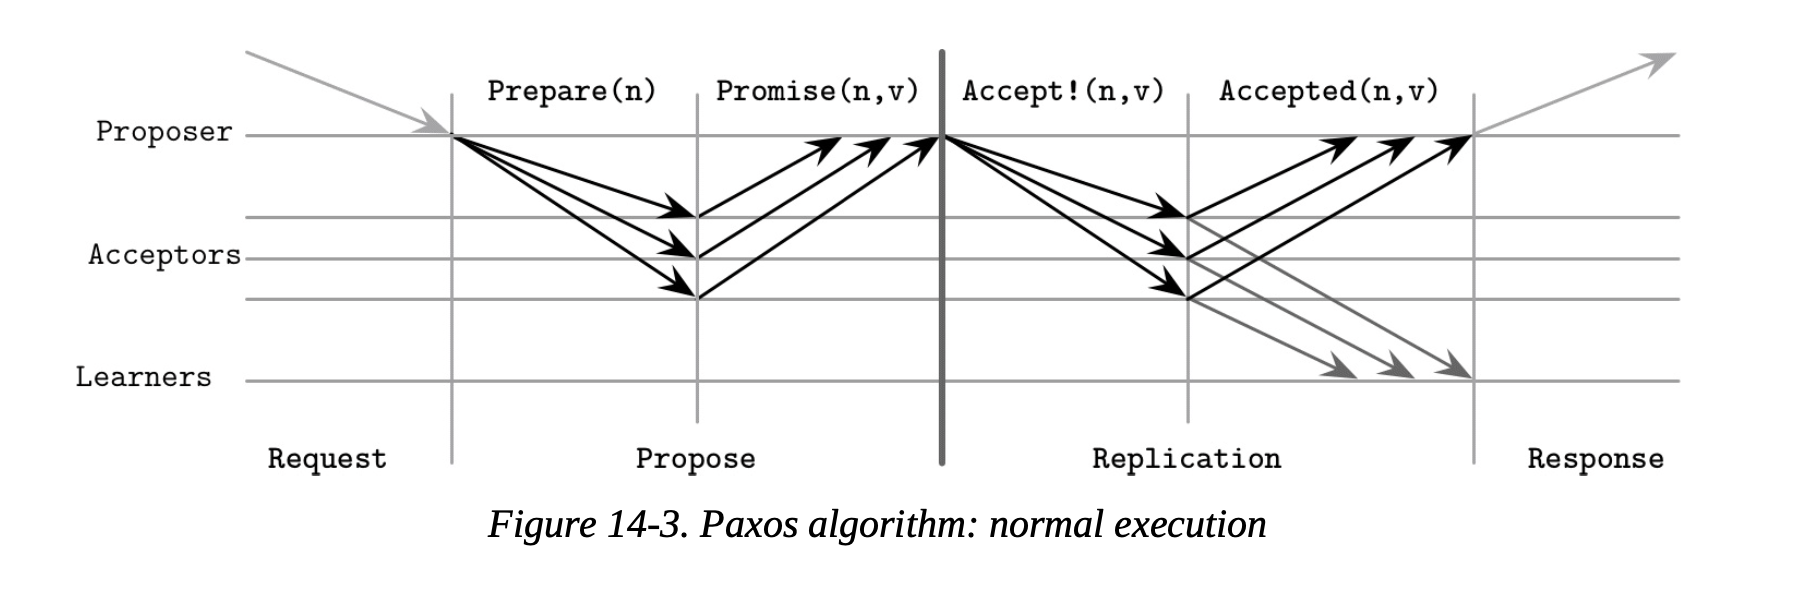 Prepare(n) Promise(n,v) Accept!(n,v) Accepted(n,v)
Proposer
Acceptors
Learners
Request Propose Replication Response
Figure 14-3. Paxos algorithm: normal execution